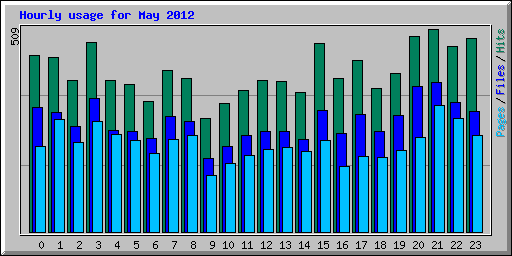 Hourly usage for May 2012
509
Pages/Files/Hits
0 1 2 3 4 5 6 7 8 9 10 11 12 13 14 15 16 17 18 19 20 21 22 23